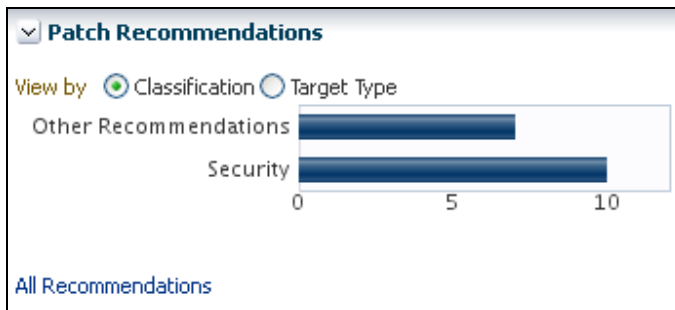 Patch Recommendations
View by Classification Target Type
Other Recommendations
Security
0 5 10
All Recommendations